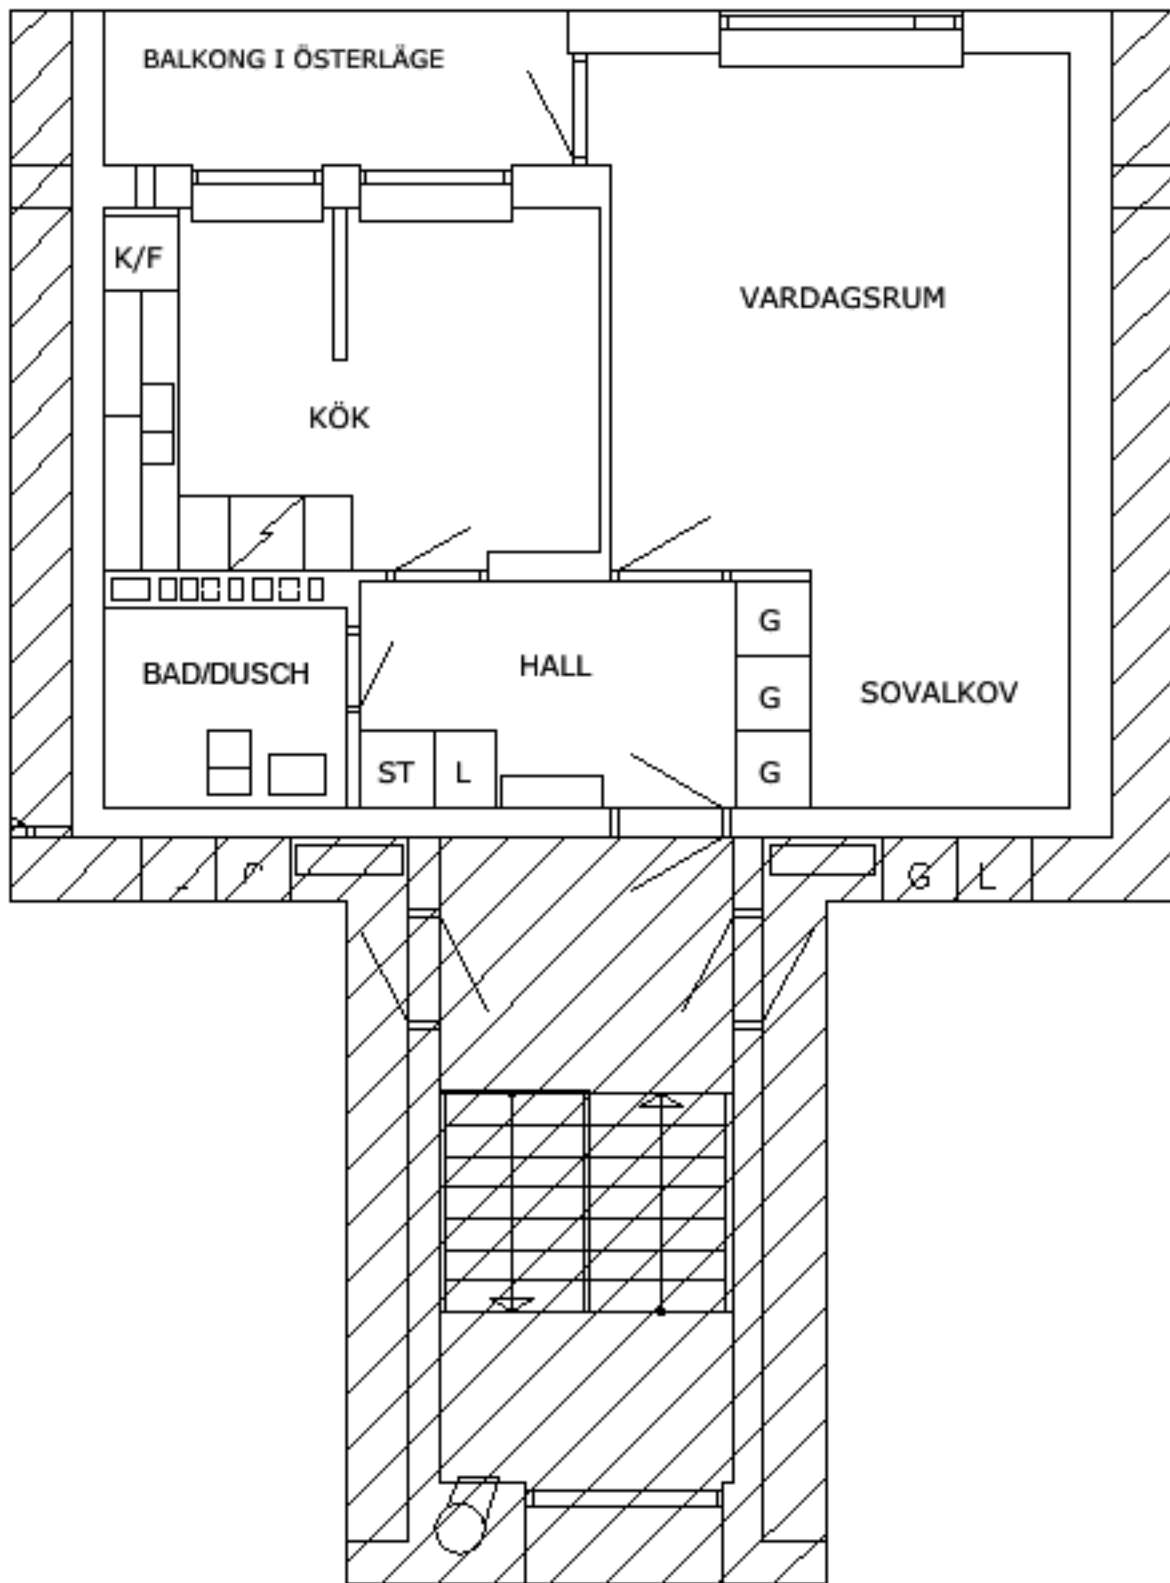 BALKONG I ÖSTERLÄGE
K/F
VARDAGSRUM
KÖK
G
BAD/DUSCH
HALL
G
SOVALKOV
ST
L
G
G
L